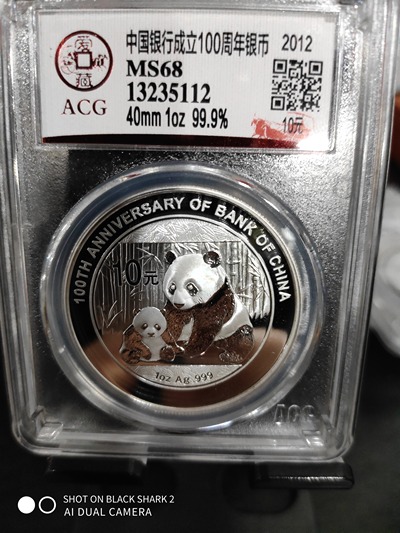 中国银行成立100周年银币 2012
MS68
13235112
ACG
40mm 1oz 99.9%
10元
100TH ANNIVERSARY OF BANK OF CHINA
10元
1oz Ag .999
ACG
SHOT ON BLACK SHARK 2
AI DUAL CAMERA